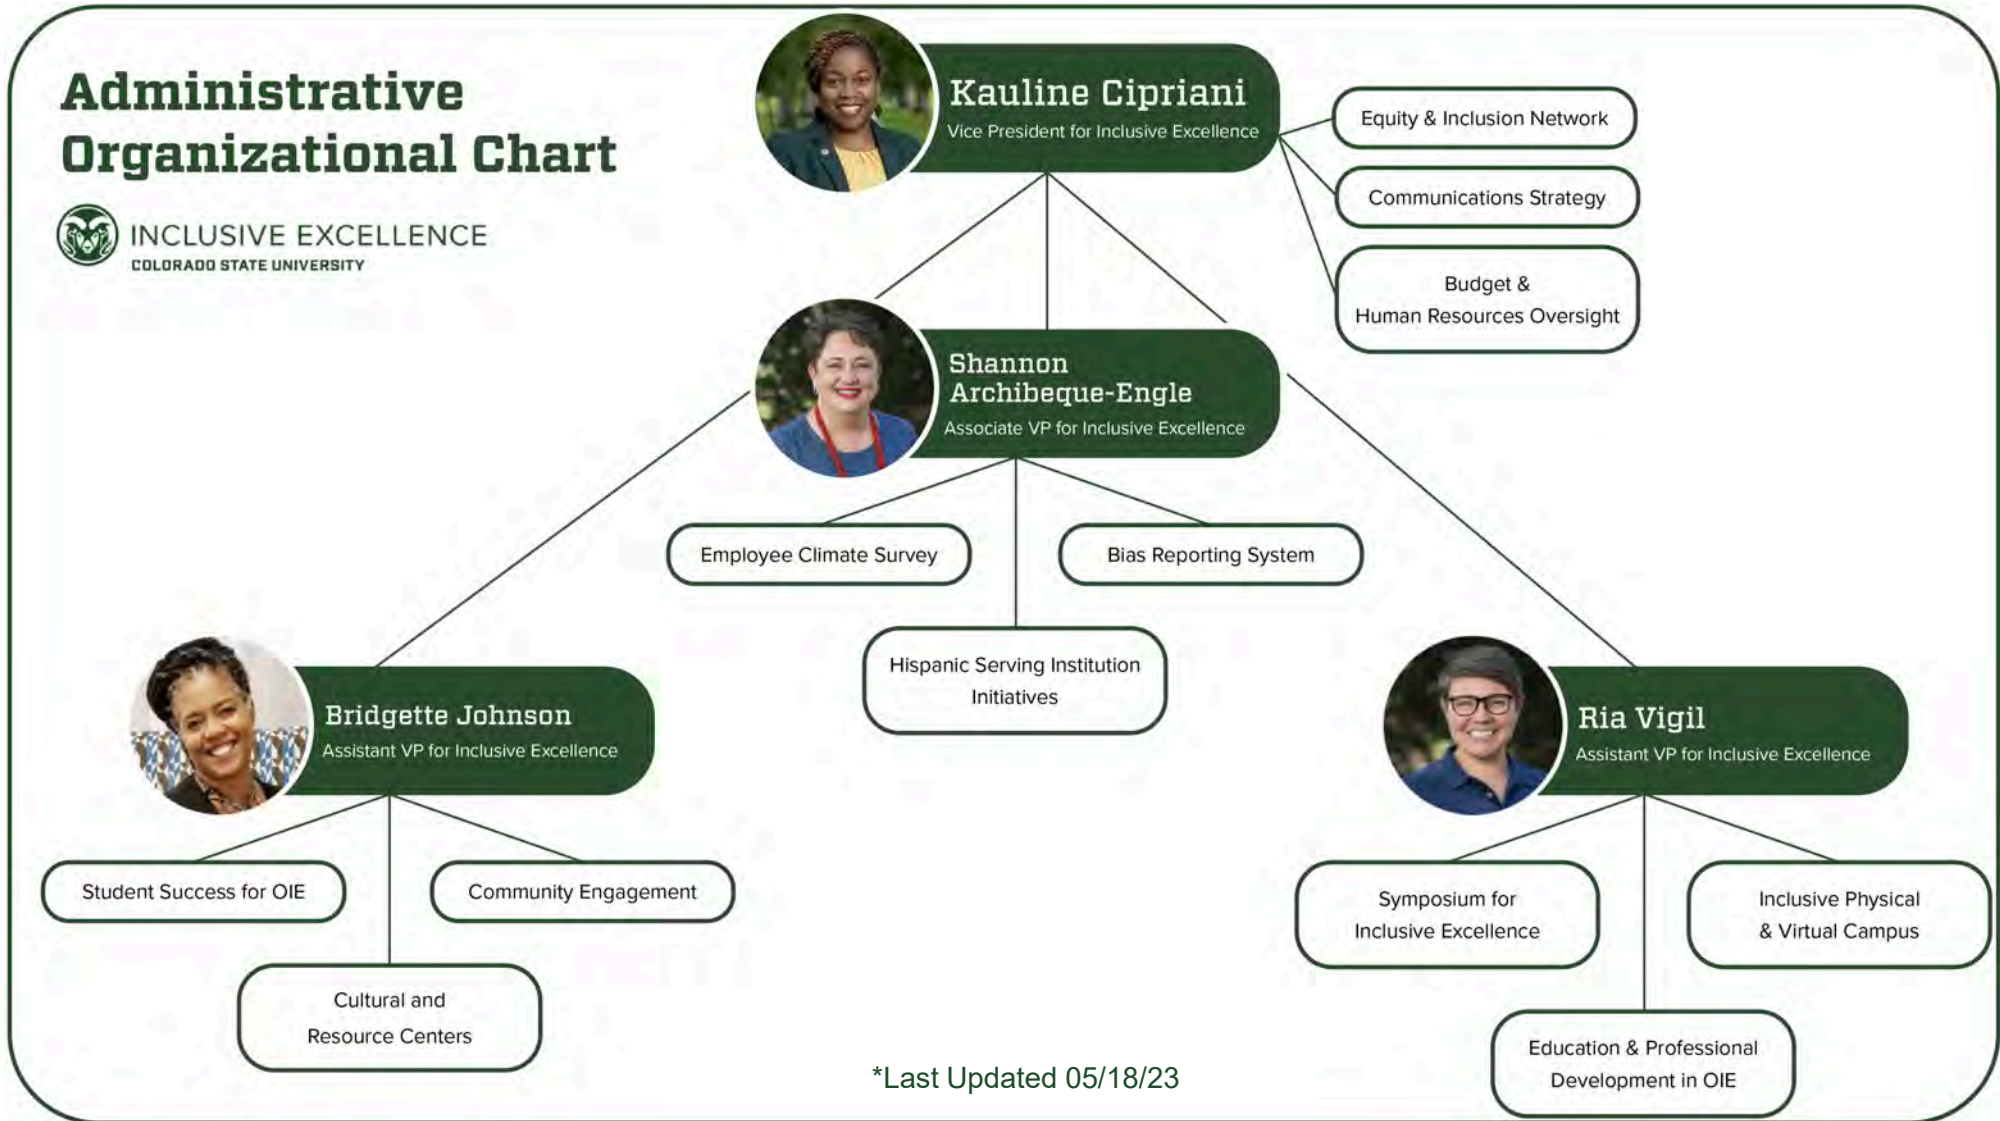 Administrative
Organizational Chart
INCLUSIVE EXCELLENCE
COLORADO STATE UNIVERSITY
Kauline Cipriani
Vice President for Inclusive Excellence
Equity & Inclusion Network
Communications Strategy
Budget &
Human Resources Oversight
Shannon
Archibeque-Engle
Associate VP for Inclusive Excellence
Employee Climate Survey
Bias Reporting System
Hispanic Serving Institution
Initiatives
Bridgette Johnson
Assistant VP for Inclusive Excellence
Student Success for OIE
Community Engagement
Cultural and
Resource Centers
Ria Vigil
Assistant VP for Inclusive Excellence
Symposium for
Inclusive Excellence
Inclusive Physical
& Virtual Campus
Education & Professional
Development in OIE
*Last Updated 05/18/23